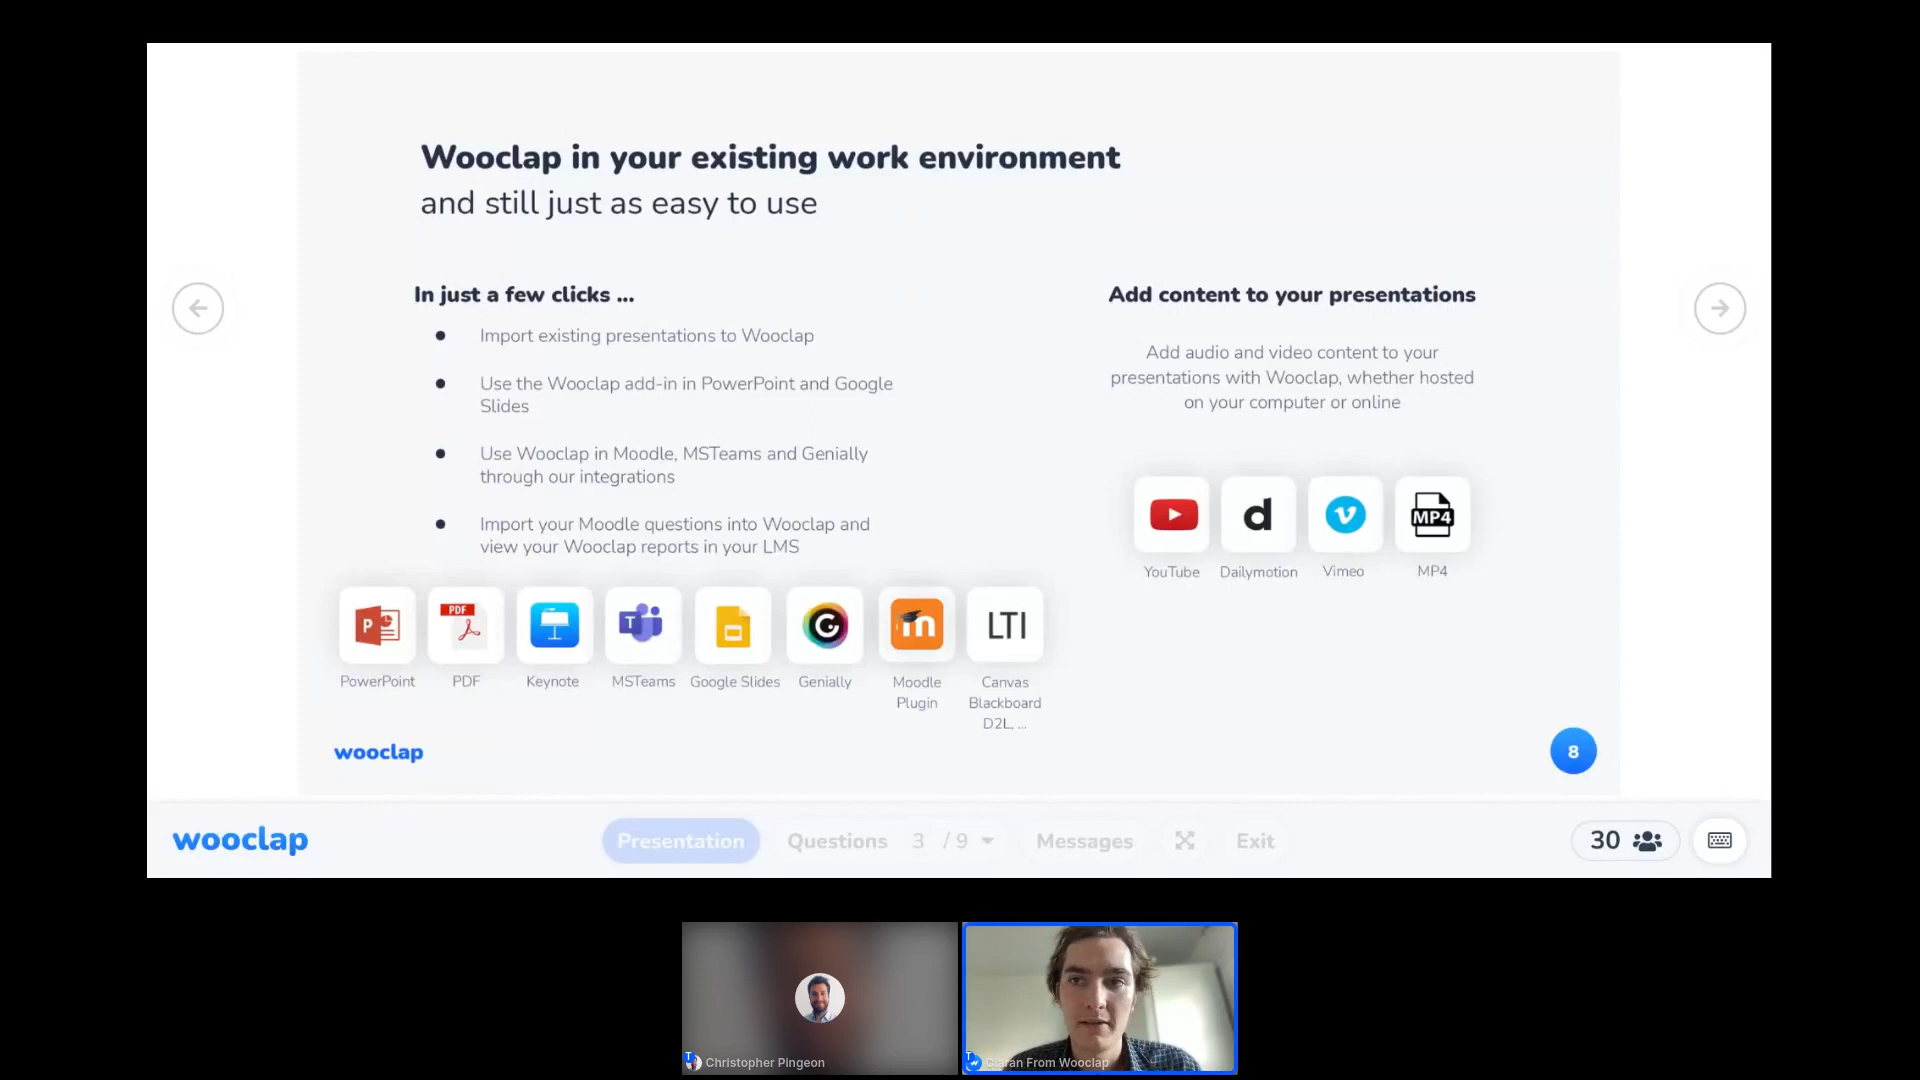 Wooclap in your existing work environment
and still just as easy to use
In just a few clicks ...
Import existing presentations to Wooclap
Use the Wooclap add-in in PowerPoint and Google
Slides
Use Wooclap in Moodle, MSTeams and Genially
through our integrations
Import your Moodle questions into Wooclap and
view your Wooclap reports in your LMS
Add content to your presentations
Add audio and video content to your
presentations with Wooclap, whether hosted
on your computer or online
d
MP4
YouTube Dailymotion Vimeo MP4
P PDF T G m LTI
PowerPoint PDF Keynote MSTeams Google Slides Genially Moodle Plugin Canvas
Blackboard
D2L, ...
wooclap
8
wooclap
Presentation Questions 3 / 9 Messages Exit
30
Christopher Pingeon
From Wooclap